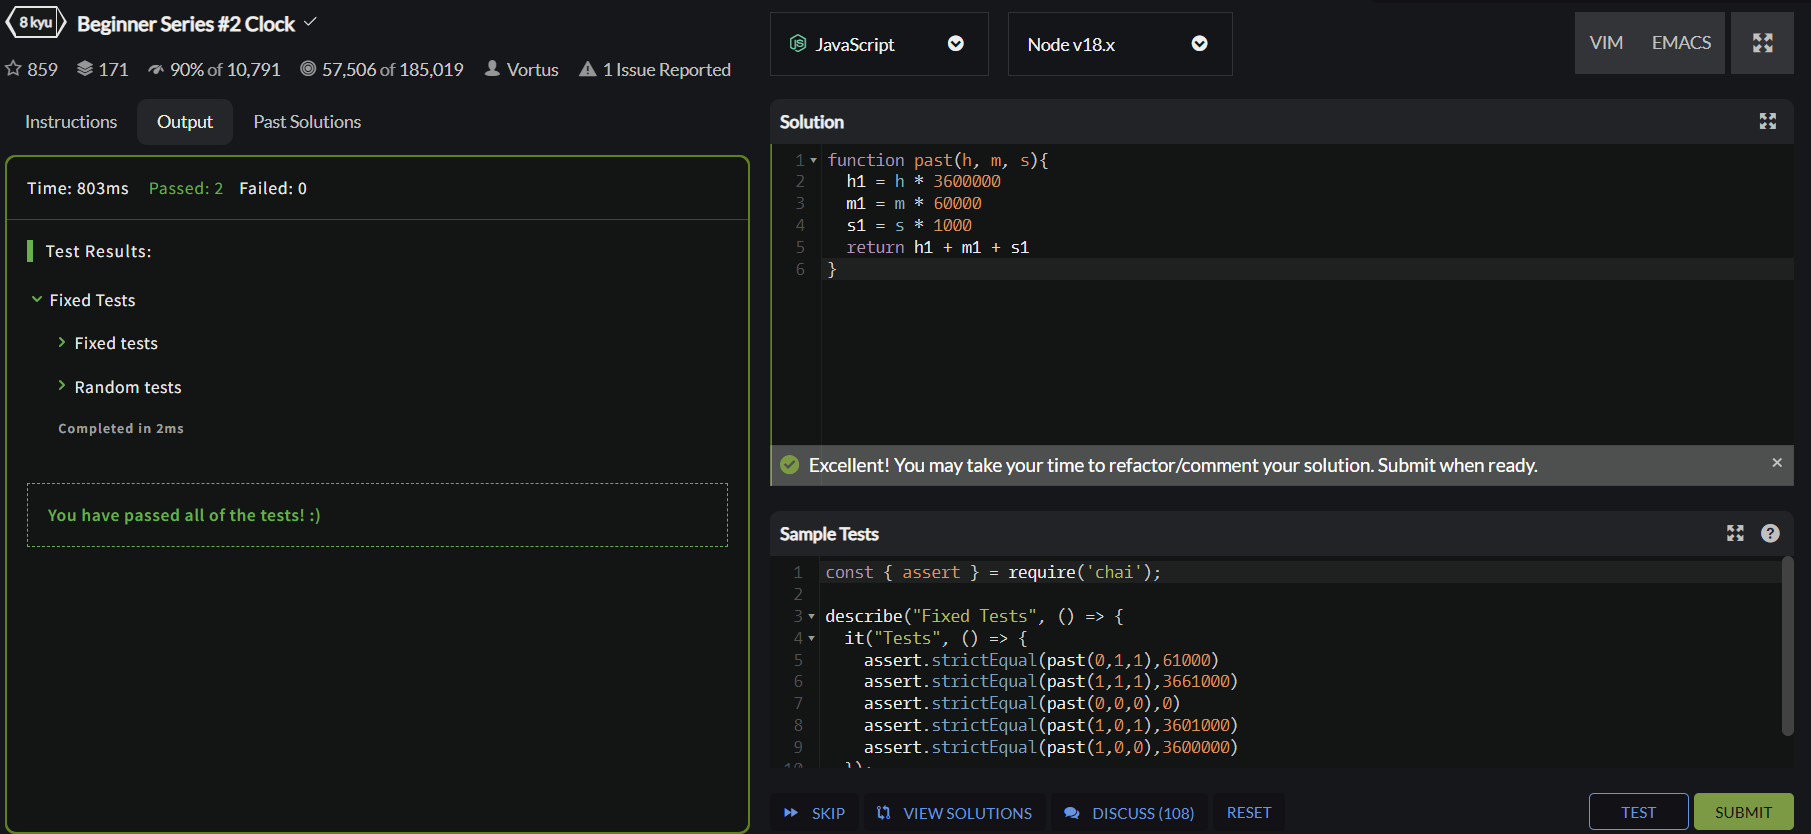 8 kyu Beginner Series #2 Clock
859 171 90% of 10,791 57,506 of 185,019 Vortus 1 Issue Reported
Instructions Output Past Solutions
Time: 803ms Passed: 2 Failed: 0
Test Results:
Fixed Tests
Fixed tests
Random tests
Completed in 2ms
You have passed all of the tests! :)
JavaScript Node v18.x VIM EMACS
Solution
1 function past(h, m, s){
2 h1 = h * 3600000
3 m1 = m * 60000
4 s1 = s * 1000
5 return h1 + m1 + s1
6 }
Excellent! You may take your time to refactor/comment your solution. Submit when ready. ×
Sample Tests ?
1 const { assert } = require('chai');
2
3 describe("Fixed Tests", () => {
4 it("Tests", () => {
5 assert.strictEqual(past(0,1,1),61000)
6 assert.strictEqual(past(1,1,1),3661000)
7 assert.strictEqual(past(0,0,0),0)
8 assert.strictEqual(past(1,0,1),3601000)
9 assert.strictEqual(past(1,0,0),3600000)
10 });
SKIP VIEW SOLUTIONS DISCUSS (108) RESET TEST SUBMIT